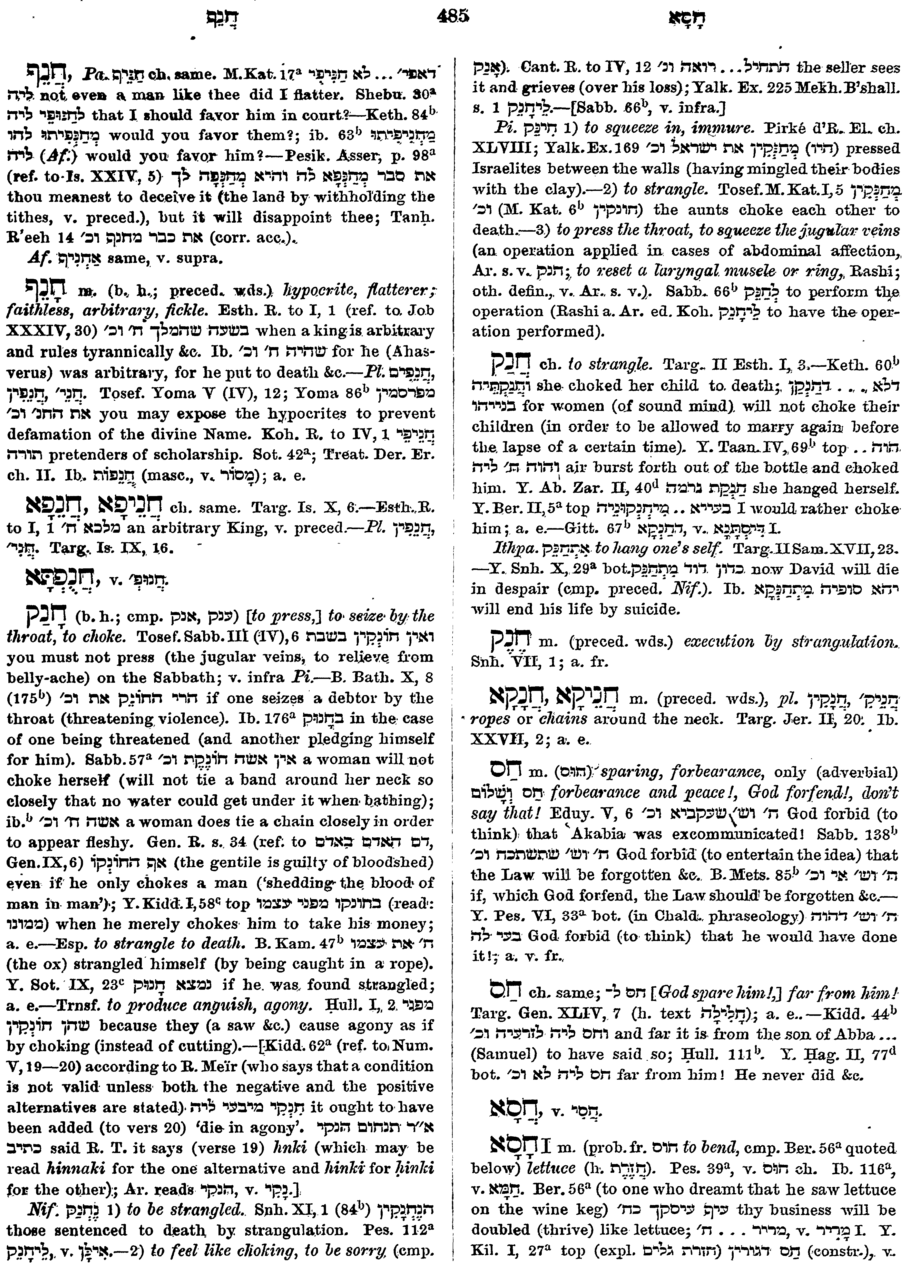 חָנֵף 485 חָסָא
חָנֵף, Pa. חַנֵּיף ch. same. M.Kat. 17ᵃ לא חַנֵּיפִי ... דאפי׳
ליה not even a man like thee did I flatter. Shebu. 30ᵃ
לְחַנּוּפֵי ליה that I should favor him in court?—Keth. 84ᵇ
מְחַנְּפִיתוּ להו would you favor them?; ib. 63ᵇ מַחֲנִיפִיתוּ
ליה (Af.) would you favor him?—Pesik. Asser, p. 98ᵃ
(ref. to Is. XXIV, 5) את סבר מְחַנְּפָא לה והיא מְחַנְּפָה לך
thou meanest to deceive it (the land by withholding the
tithes, v. preced.), but it will disappoint thee; Tanḥ.
R'eeh 14 את כבר מחנף וכ׳ (corr. acc.).
Af. אַחֲנִיף same, v. supra.
חָנֵף m. (b. h.; preced. wds.) hypocrite, flatterer;
faithless, arbitrary, fickle. Esth. R. to I, 1 (ref. to Job
XXXIV, 30) בשעה שהמלך ח׳ וכ׳ when a king is arbitrary
and rules tyrannically &c. Ib. שהיה ח׳ וכ׳ for he (Ahas-
verus) was arbitrary, for he put to death &c.—Pl. חֲנֵפִים,
חֲנֵפִין, חֲנֵי׳. Tosef. Yoma V (IV), 12; Yoma 86ᵇ מפרסמין
את החנ׳ וכ׳ you may expose the hypocrites to prevent
defamation of the divine Name. Koh. R. to IV, 1 חֲנֵיפֵי
תורה pretenders of scholarship. Sot. 42ᵃ; Treat. Der. Er.
ch. II. Ib. חֲנֵפוֹת (masc., v. מָסוֹר); a. e.
חֲנֵיפָא, חֲנֵפָא ch. same. Targ. Is. X, 6.—Esth. R.
to I, 1 מלכא ח׳ an arbitrary King, v. preced.—Pl. חֲנֵפִין,
חֲנֵי׳. Targ. Is. IX, 16.
חֲנֻפְתָּא, v. חֲנוּפ׳.
חָנַק (b. h.; cmp. ענק, אנק) [to press,] to seize by the
throat, to choke. Tosef. Sabb. III (IV), 6 ואין חוֹנְקִין בשבת
you must not press (the jugular veins, to relieve from
belly-ache) on the Sabbath; v. infra Pi.—B. Bath. X, 8
(175ᵇ) הרי החוֹנֵק את וכ׳ if one seizes a debtor by the
throat (threatening violence). Ib. 176ᵃ בחָנוּק in the case
of one being threatened (and another pledging himself
for him). Sabb. 57ᵃ אין אשה חוֹנֶקֶת וכ׳ a woman will not
choke herself (will not tie a band around her neck so
closely that no water could get under it when bathing);
ib.ᵇ אשה ח׳ וכ׳ a woman does tie a chain closely in order
to appear fleshy. Gen. R. s. 34 (ref. to דם האדם באדם,
Gen. IX, 6) אף החוֹנְקוֹ (the gentile is guilty of bloodshed)
even if he only chokes a man ('shedding the blood of
man in man'); Y. Kidd. I, 58ᶜ top בחונקו מפני עצמו (read:
ממונו) when he merely chokes him to take his money;
a. e.—Esp. to strangle to death. B. Kam. 47ᵇ ח׳ את עצמו
(the ox) strangled himself (by being caught in a rope).
Y. Sot. IX, 23ᶜ נמצא חָנוּק if he was found strangled;
a. e.—Trnsf. to produce anguish, agony. Ḥull. I, 2 מפני
שהן חוֹנְקִין because they (a saw &c.) cause agony as if
by choking (instead of cutting).—[Kidd. 62ᵃ (ref. to Num.
V, 19—20) according to R. Meïr (who says that a condition
is not valid unless both the negative and the positive
alternatives are stated) חִנְקִי מיבעי ליה it ought to have
been added (to vers 20) 'die in agony'. א״ר תנחום הנקי
כתיב said R. T. it says (verse 19) hnki (which may be
read hinnaki for the one alternative and hinki for ḥinki
for the other); Ar. reads הנקי, v. נָקִי.]
Nif. נֶחֱנַק 1) to be strangled. Snh. XI, 1 (84ᵇ) הנֶחֱנָקִין
those sentenced to death by strangulation. Pes. 112ᵃ
לֵיחָנֵק, v. אִילָן.—2) to feel like choking, to be sorry (cmp.
אָנַק). Cant. R. to IV, 12 התחיל ... רואה וכ׳ the seller sees
it and grieves (over his loss); Yalk. Ex. 225 Mekh. B'shall.
s. 1 לֵיחָנֵק.—[Sabb. 66ᵇ, v. infra.]
Pi. חִינֵּק 1) to squeeze in, immure. Pirké d'R. El. ch.
XLVIII; Yalk. Ex. 169 (היו) מְחַנְּקִין את ישראל וכ׳ pressed
Israelites between the walls (having mingled their bodies
with the clay).—2) to strangle. Tosef. M. Kat. I, 5 מְחַנְּקִין
וכ׳ (M. Kat. 6ᵇ חונקין) the aunts choke each other to
death.—3) to press the throat, to squeeze the jugular veins
(an operation applied in cases of abdominal affection,
Ar. s. v. חנק; to reset a laryngal musele or ring, Rashi;
oth. defin., v. Ar. s. v.). Sabb. 66ᵇ לְחַנֵּק to perform the
operation (Rashi a. Ar. ed. Koh. לֵיחָנֵק to have the oper-
ation performed).
חֲנַק ch. to strangle. Targ. II Esth. I, 3.—Keth. 60ᵇ
וחֲנַקְתֵּיהּ she choked her child to death; דלא ... דחָנְקָן
בנייהו for women (of sound mind) will not choke their
children (in order to be allowed to marry again before
the lapse of a certain time). Y. Taan. IV, 69ᵇ top הוה ..
והוה ח׳ ליה air burst forth out of the bottle and choked
him. Y. Ab. Zar. II, 40ᵈ חֲנָקַת גרמה she hanged herself.
Y. Ber. II, 5ᵃ top בעייא .. מֵיחְנְקוּנֵיהּ I would rather choke
him; a. e.—Gitt. 67ᵇ דחָנְקָא, v. דִּיסְתָּנָא I.
Ithpa. אִתְחַנֵּק to hang one's self. Targ. II Sam. XVII, 23.
—Y. Snh. X, 29ᵃ bot. כדון דוד מִתְחַנֵּק .. now David will die
in despair (cmp. preced. Nif.). Ib. יהא סופיה מִתְחַנְּקָא
will end his life by suicide.
חֶנֶק m. (preced. wds.) execution by strangulation.
Snh. VII, 1; a. fr.
חֲנִיקָא, חֲנָקָא m. (preced. wds.), pl. חֲנָקִין, חֲנִיק׳
ropes or chains around the neck. Targ. Jer. II, 20. Ib.
XXVII, 2; a. e.
חַס m. (חוּס) sparing, forbearance, only (adverbial)
חַס וְשָׁלוֹם forbearance and peace!, God forfend!, don't
say that! Eduy. V, 6 ח׳ וש׳ שעקביא וכ׳ God forbid (to
think) that ʿAkabia was excommunicated! Sabb. 138ᵇ
ח׳ וש׳ שתשתכח וכ׳ God forbid (to entertain the idea) that
the Law will be forgotten &c. B. Mets. 85ᵇ ח׳ וש׳ אי וכ׳
if, which God forfend, the Law should be forgotten &c.—
Y. Pes. VI, 33ᵃ bot. (in Chald. phraseology) ח׳ וש׳ דהוה
בעי לה God forbid (to think) that he would have done
it!; a. v. fr.
חַס ch. same; חס ל־ [God spare him!,] far from him!
Targ. Gen. XLIV, 7 (h. text חָלִילָה); a. e.—Kidd. 44ᵇ
וחס ליה לזרעיה וכ׳ and far it is from the son of Abba ...
(Samuel) to have said so; Ḥull. 111ᵇ. Y. Ḥag. II, 77ᵈ
bot. חס ליה לא וכ׳ far from him! He never did &c.
חֲסָא, v. חֲסֵי.
חַסָּא I m. (prob. fr. חוּס to bend, cmp. Ber. 56ᵃ quoted
below) lettuce (h. חֲזֶרֶת). Pes. 39ᵃ, v. חוּס ch. Ib. 116ᵃ,
v. חַמָּא. Ber. 56ᵃ (to one who dreamt that he saw lettuce
on the wine keg) עיף עיסקך כח׳ thy business will be
doubled (thrive) like lettuce; ח׳ ... מריר, v. מְרִיר I. Y.
Kil. I, 27ᵃ top (expl. חזרת גלים) חַס דגורין (constr.), v.